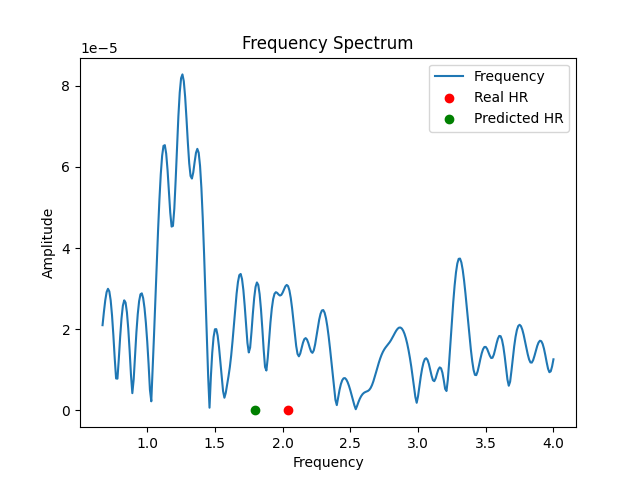 Frequency Spectrum
1e−5
Frequency
Real HR
Predicted HR
8
6
4
2
0
Amplitude
1.0 1.5 2.0 2.5 3.0 3.5 4.0
Frequency